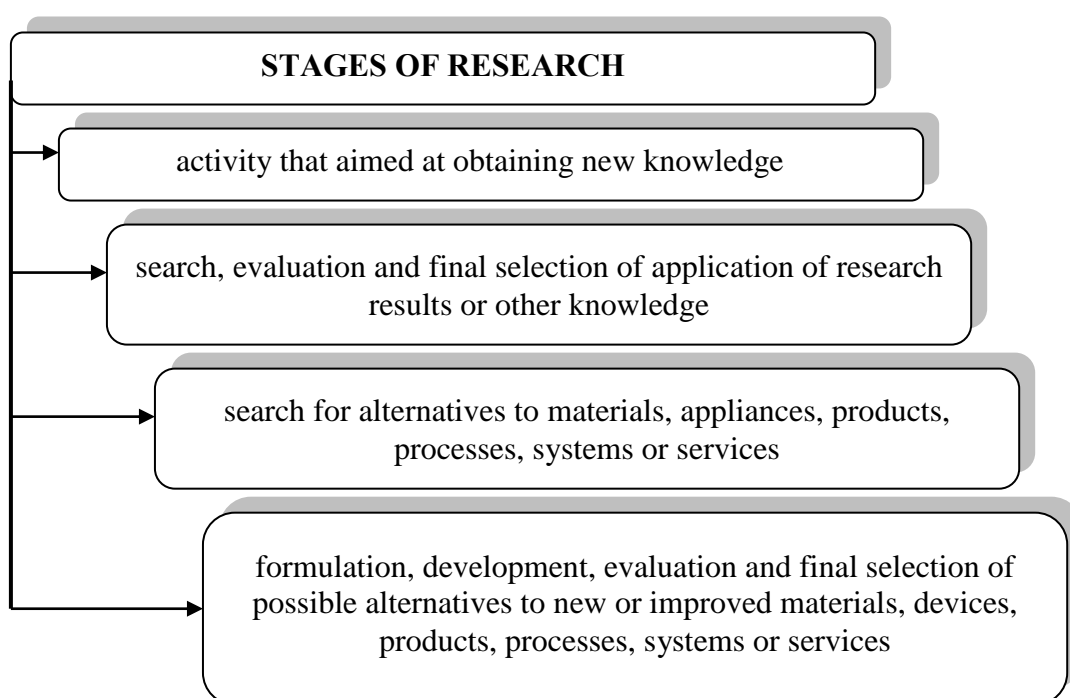 STAGES OF RESEARCH
activity that aimed at obtaining new knowledge
search, evaluation and final selection of application of research
results or other knowledge
search for alternatives to materials, appliances, products,
processes, systems or services
formulation, development, evaluation and final selection of
possible alternatives to new or improved materials, devices,
products, processes, systems or services